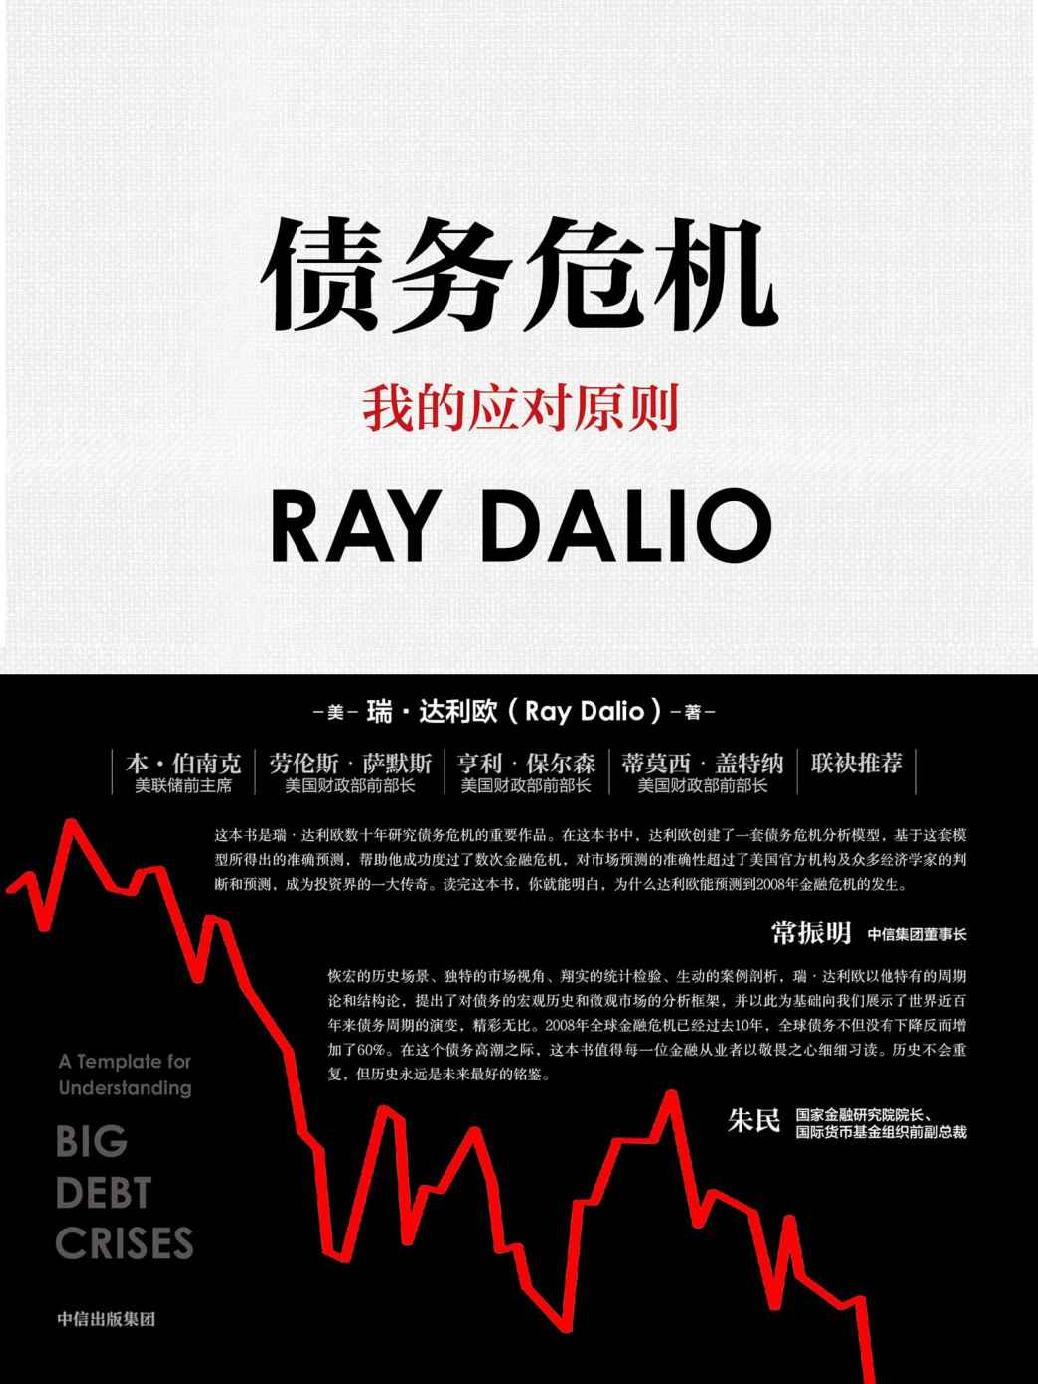 债务危机
我的应对原则
RAY DALIO
–美– 瑞·达利欧（Ray Dalio）–著–
本·伯南克 劳伦斯·萨默斯 亨利·保尔森 蒂莫西·盖特纳 联袂推荐
美联储前主席 美国财政部前部长 美国财政部前部长 美国财政部前部长
这本书是瑞·达利欧数十年研究债务危机的重要作品。在这本书中，达利欧创建了一套债务危机分析模型，基于这套模
型所得出的准确预测，帮助他成功度过了数次金融危机，对市场预测的准确性超过了美国官方机构及众多经济学家的判
断和预测，成为投资界的一大传奇。读完这本书，你就能明白，为什么达利欧能预测到2008年金融危机的发生。
常振明 中信集团董事长
恢宏的历史场景、独特的市场视角、翔实的统计检验、生动的案例剖析，瑞·达利欧以他特有的周期
论和结构论，提出了对债务的宏观历史和微观市场的分析框架，并以此为基础向我们展示了世界近百
年来债务周期的演变，精彩无比。2008年全球金融危机已经过去10年，全球债务不但没有下降反而增
加了60%。在这个债务高潮之际，这本书值得每一位金融从业者以敬畏之心细细习读。历史不会重
复，但历史永远是未来最好的铭鉴。
朱民 国家金融研究院院长、
国际货币基金组织前副总裁
A Template for
Understanding
BIG
DEBT
CRISES
中信出版集团